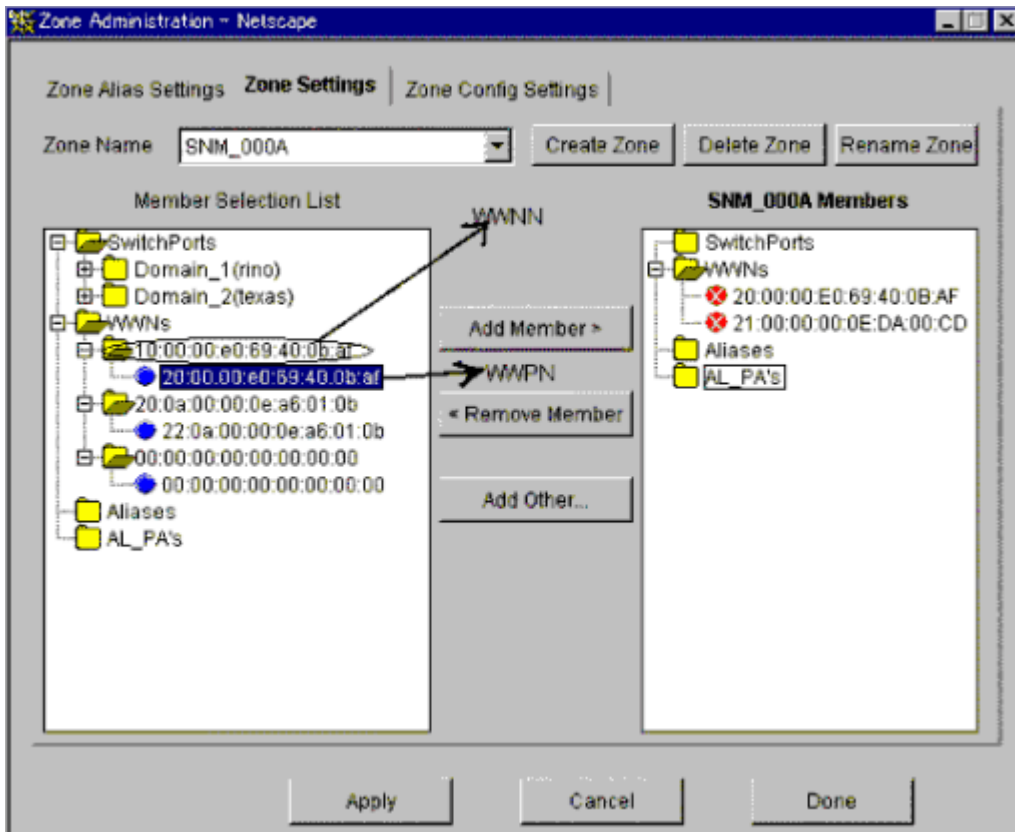 Zone Administration - Netscape
Zone Alias Settings Zone Settings Zone Config Settings
Zone Name SNM_000A Create Zone Delete Zone Rename Zone
Member Selection List
SwitchPorts
Domain_1(rino)
Domain_2(texas)
WWNs
10:00:00:e0:69:40:0b:af
20:00:00:e0:69:40:0b:af
20:0a:00:00:0e:a6:01:0b
22:0a:00:00:0e:a6:01:0b
00:00:00:00:00:00:00:00
00:00:00:00:00:00:00:00
Aliases
AL_PA's
WWNN
Add Member >
WWPN
< Remove Member
Add Other...
SNM_000A Members
SwitchPorts
WWNs
20:00:00:E0:69:40:0B:AF
21:00:00:00:0E:DA:00:CD
Aliases
AL_PA's
Apply Cancel Done